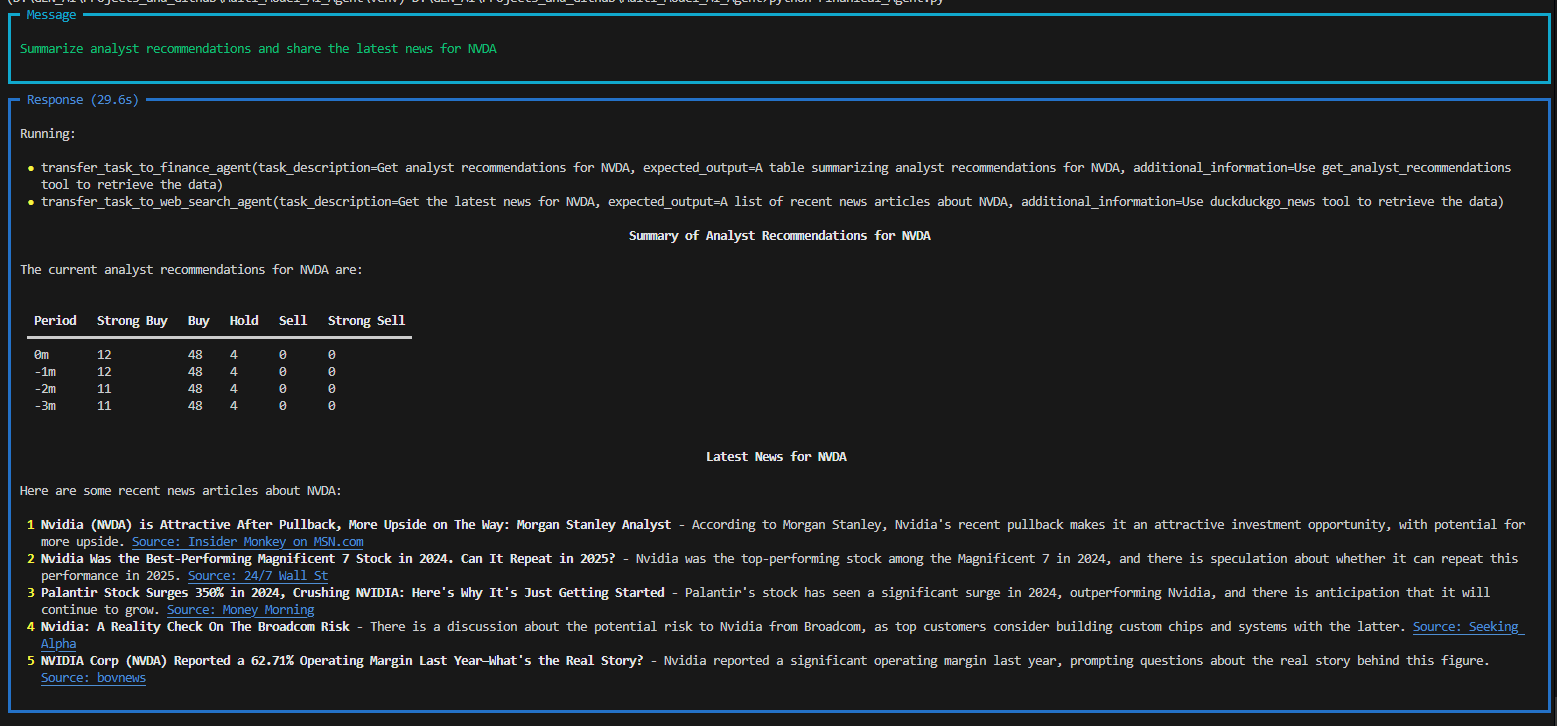 Message
Summarize analyst recommendations and share the latest news for NVDA
Response (29.6s)
Running:
• transfer_task_to_finance_agent(task_description=Get analyst recommendations for NVDA, expected_output=A table summarizing analyst recommendations for NVDA, additional_information=Use get_analyst_recommendations
tool to retrieve the data)
• transfer_task_to_web_search_agent(task_description=Get the latest news for NVDA, expected_output=A list of recent news articles about NVDA, additional_information=Use duckduckgo_news tool to retrieve the data)
Summary of Analyst Recommendations for NVDA
The current analyst recommendations for NVDA are:
Period Strong Buy Buy Hold Sell Strong Sell
0m 12 48 4 0 0
-1m 12 48 4 0 0
-2m 11 48 4 0 0
-3m 11 48 4 0 0
Latest News for NVDA
Here are some recent news articles about NVDA:
1 Nvidia (NVDA) is Attractive After Pullback, More Upside on The Way: Morgan Stanley Analyst - According to Morgan Stanley, Nvidia's recent pullback makes it an attractive investment opportunity, with potential for
more upside. Source: Insider Monkey on MSN.com
2 Nvidia Was the Best-Performing Magnificent 7 Stock in 2024. Can It Repeat in 2025? - Nvidia was the top-performing stock among the Magnificent 7 in 2024, and there is speculation about whether it can repeat this
performance in 2025. Source: 24/7 Wall St
3 Palantir Stock Surges 350% in 2024, Crushing NVIDIA: Here's Why It's Just Getting Started - Palantir's stock has seen a significant surge in 2024, outperforming Nvidia, and there is anticipation that it will
continue to grow. Source: Money Morning
4 Nvidia: A Reality Check On The Broadcom Risk - There is a discussion about the potential risk to Nvidia from Broadcom, as top customers consider building custom chips and systems with the latter. Source: Seeking
Alpha
5 NVIDIA Corp (NVDA) Reported a 62.71% Operating Margin Last Year—What's the Real Story? - Nvidia reported a significant operating margin last year, prompting questions about the real story behind this figure.
Source: bovnews